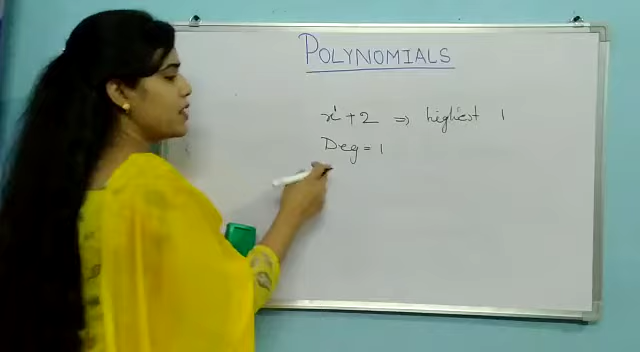 POLYNOMIALS
x¹ + 2 ⇒ highest 1
Deg = 1